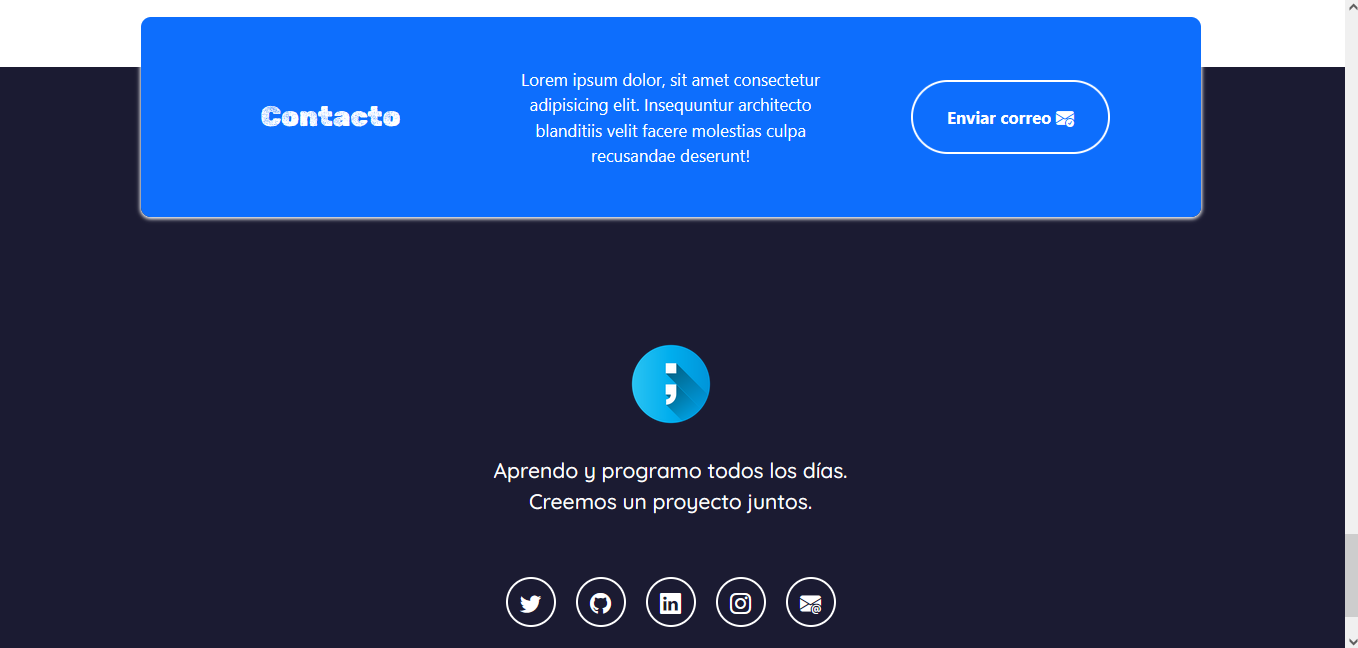 Contacto
Lorem ipsum dolor, sit amet consectetur
adipisicing elit. Insequuntur architecto
blanditiis velit facere molestias culpa
recusandae deserunt!
Enviar correo
;
Aprendo y programo todos los días.
Creemos un proyecto juntos.
in